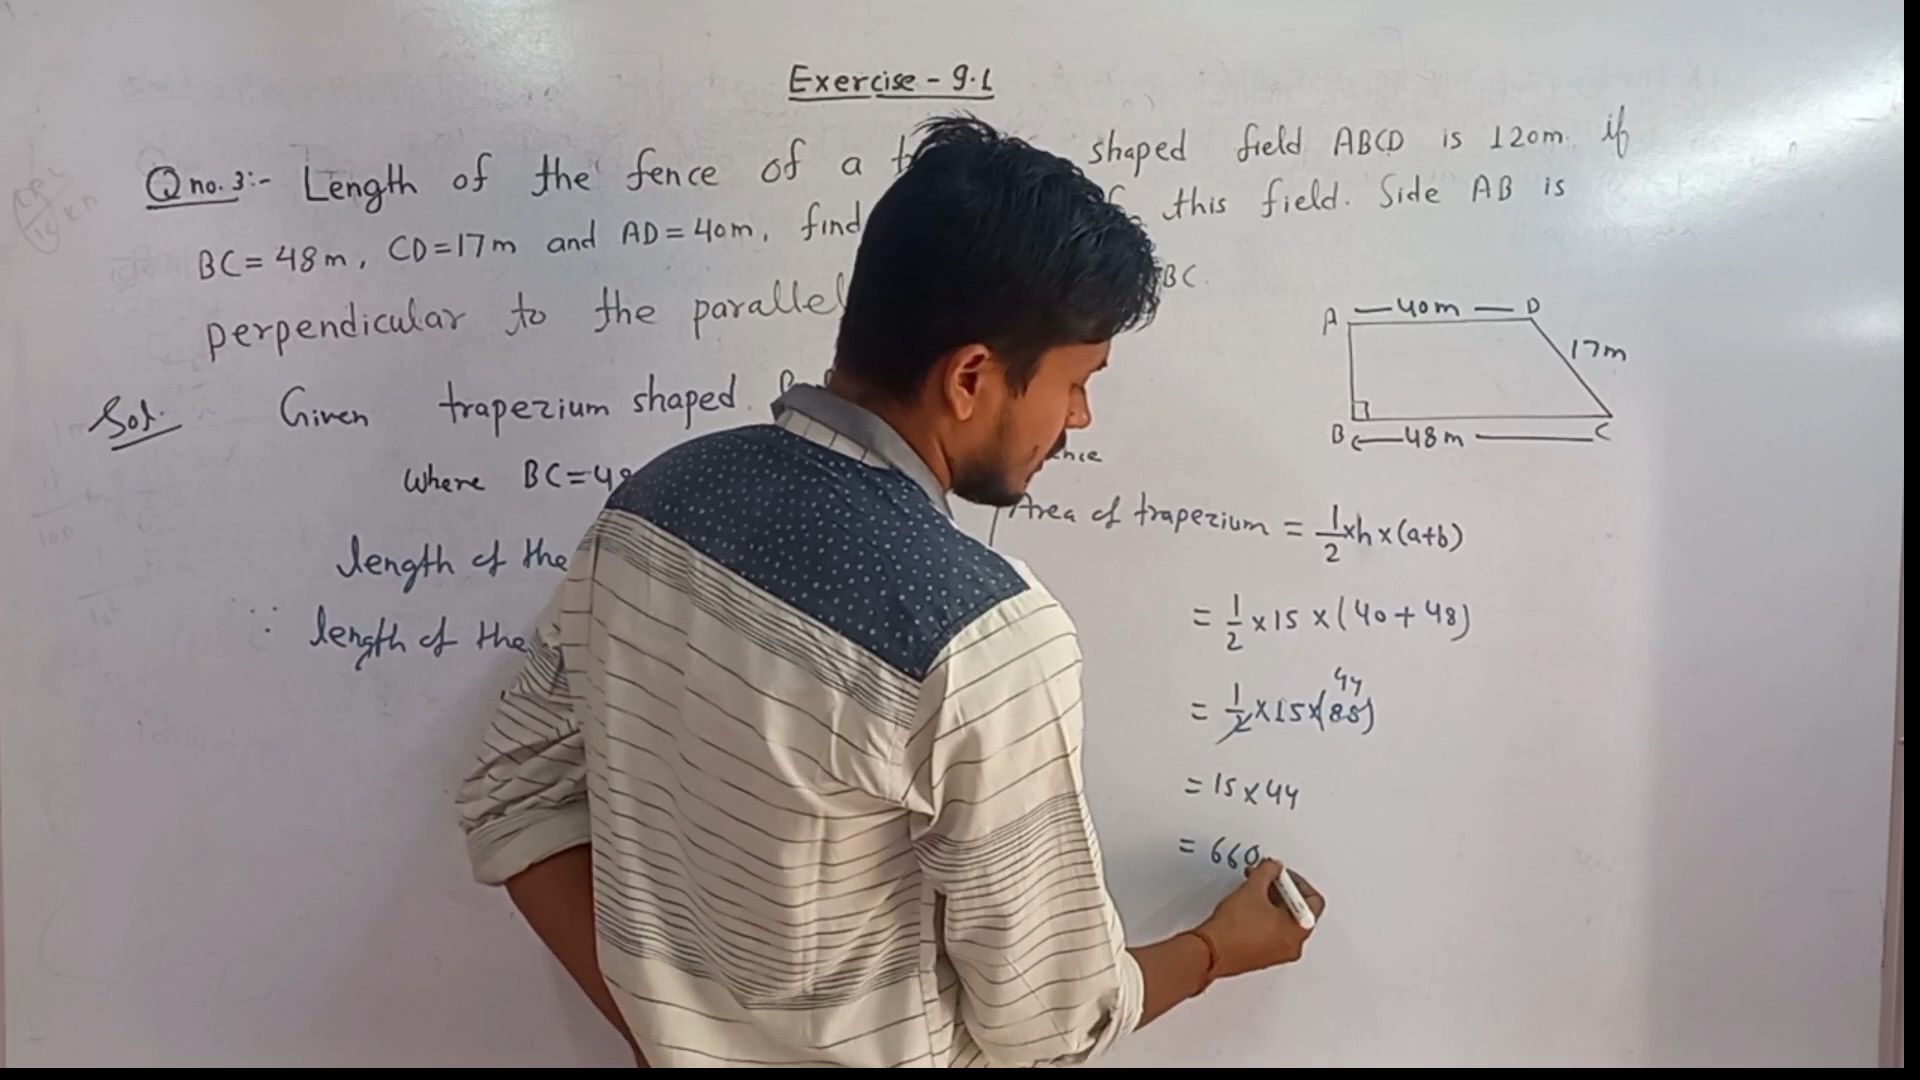 Exercise - 9.1
Q no. 3:- Length of the fence of a shaped field ABCD is 120m. if
BC = 48m, CD = 17m and AD = 40m, find this field. Side AB is
perpendicular to the parallel BC.
A 40m D
17m
B 48m C
Sol. Given trapezium shaped
Where BC = 48
length of the
∵ length of the
Area of trapezium = 1/2 × h × (a+b)
= 1/2 × 15 × (40 + 48)
= 1/2 × 15 × (88) 44
= 15 × 44
= 660